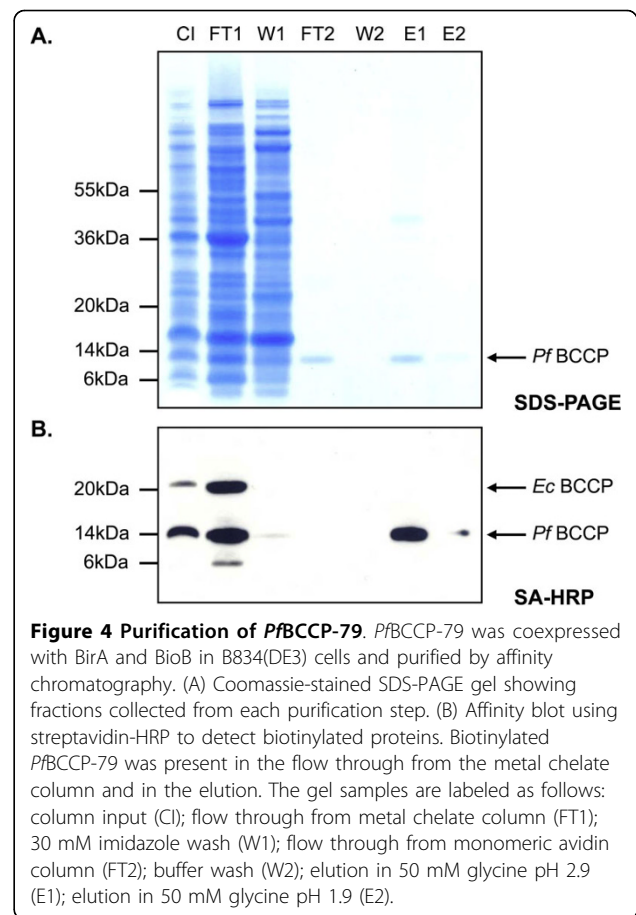 A.
CI FT1 W1 FT2 W2 E1 E2
55kDa
36kDa
20kDa
14kDa
6kDa
Pf BCCP
SDS-PAGE
B.
20kDa
14kDa
6kDa
Ec BCCP
Pf BCCP
SA-HRP
Figure 4 Purification of PfBCCP-79. PfBCCP-79 was coexpressed
with BirA and BioB in B834(DE3) cells and purified by affinity
chromatography. (A) Coomassie-stained SDS-PAGE gel showing
fractions collected from each purification step. (B) Affinity blot using
streptavidin-HRP to detect biotinylated proteins. Biotinylated
PfBCCP-79 was present in the flow through from the metal chelate
column and in the elution. The gel samples are labeled as follows:
column input (CI); flow through from metal chelate column (FT1);
30 mM imidazole wash (W1); flow through from monomeric avidin
column (FT2); buffer wash (W2); elution in 50 mM glycine pH 2.9
(E1); elution in 50 mM glycine pH 1.9 (E2).